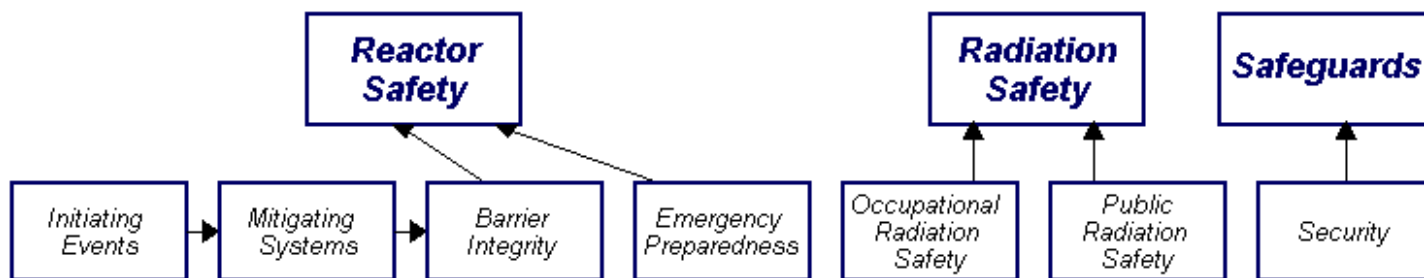 Reactor
Safety
Radiation
Safety
Safeguards
Initiating
Events
Mitigating
Systems
Barrier
Integrity
Emergency
Preparedness
Occupational
Radiation
Safety
Public
Radiation
Safety
Security